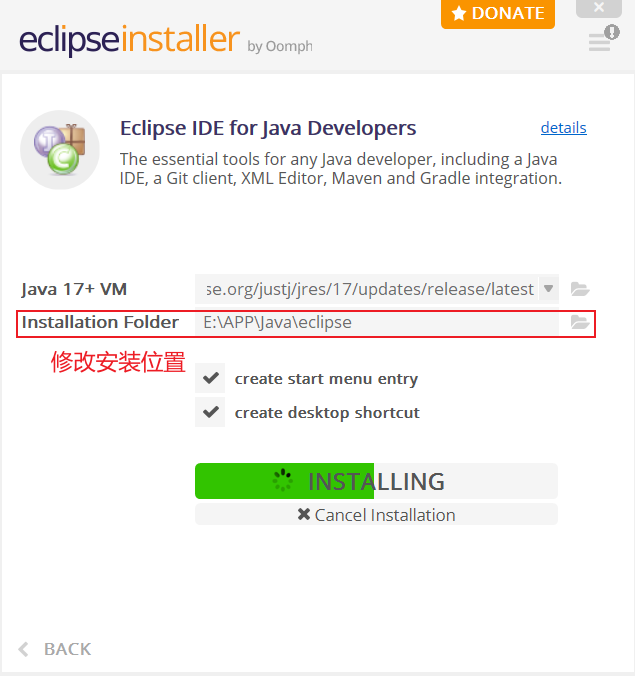 DONATE
eclipseinstaller by Oomph
Eclipse IDE for Java Developers
details
The essential tools for any Java developer, including a Java
IDE, a Git client, XML Editor, Maven and Gradle integration.
Java 17+ VM
se.org/justj/jres/17/updates/release/latest
Installation Folder
E:\APP\Java\eclipse
修改安装位置
create start menu entry
create desktop shortcut
INSTALLING
Cancel Installation
BACK